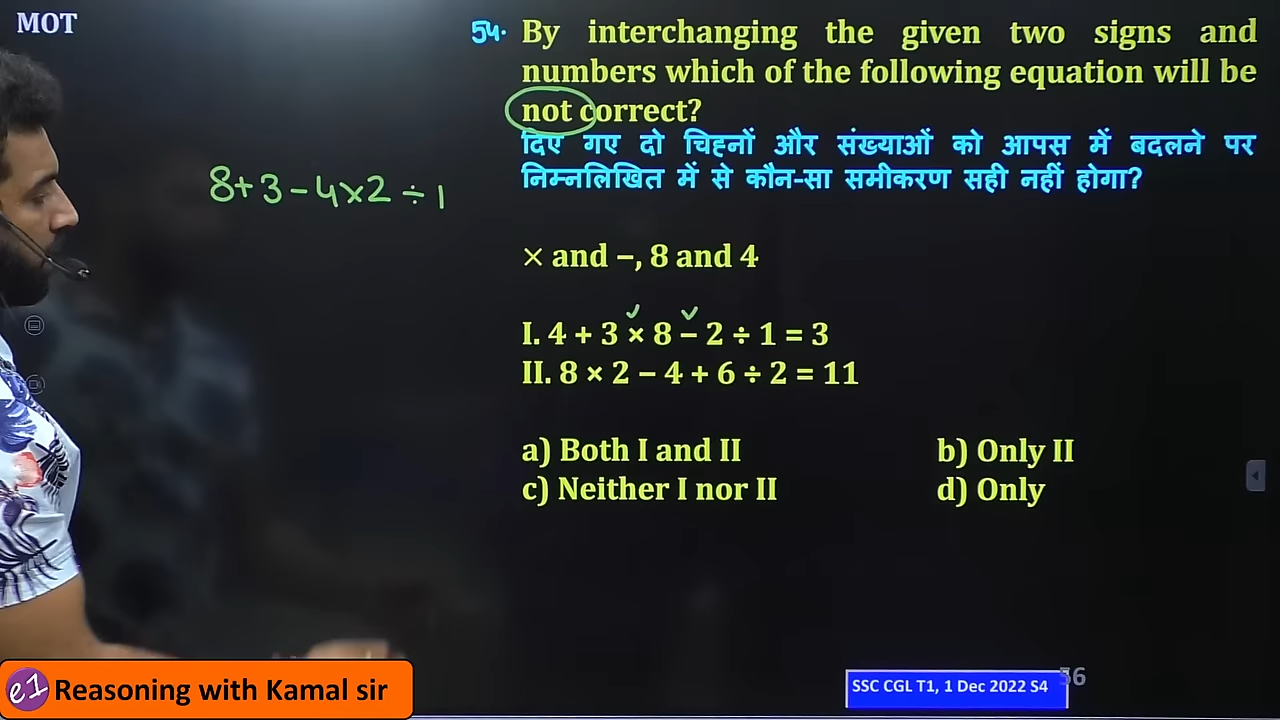 MOT
54. By interchanging the given two signs and
numbers which of the following equation will be
not correct?
दिए गए दो चिह्नों और संख्याओं को आपस में बदलने पर
निम्नलिखित में से कौन-सा समीकरण सही नहीं होगा?
8+3-4×2÷1
× and –, 8 and 4
I. 4 + 3 × 8 – 2 ÷ 1 = 3
II. 8 × 2 – 4 + 6 ÷ 2 = 11
a) Both I and II b) Only II
c) Neither I nor II d) Only
e1 Reasoning with Kamal sir
SSC CGL T1, 1 Dec 2022 S4
56